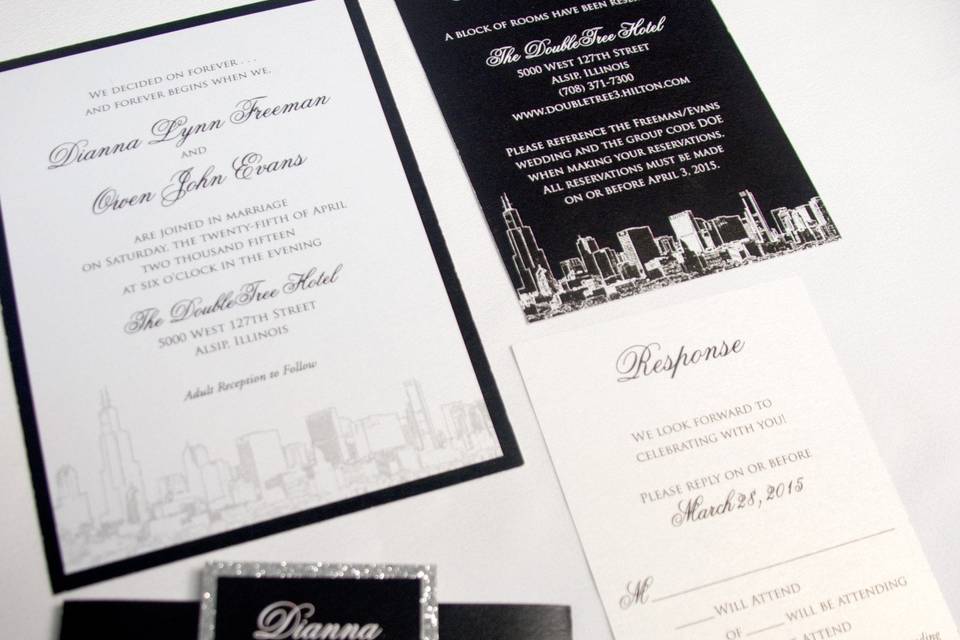 We decided on forever . . .
and forever begins when we,
Dianna Lynn Freeman
and
Owen John Evans
are joined in marriage
on Saturday, the twenty-fifth of April
two thousand fifteen
at six o'clock in the evening
The DoubleTree Hotel
5000 West 127th Street
Alsip, Illinois
Adult Reception to Follow
A block of rooms have been
The DoubleTree Hotel
5000 West 127th Street
Alsip, Illinois
(708) 371-7300
www.doubletree3.hilton.com
Please reference the Freeman/Evans
wedding and the group code DOE
when making your reservations.
All reservations must be made
on or before April 3, 2015.
Response
We look forward to
celebrating with you!
Please reply on or before
March 28, 2015
M
Will attend
of will be attending
attend
Dianna